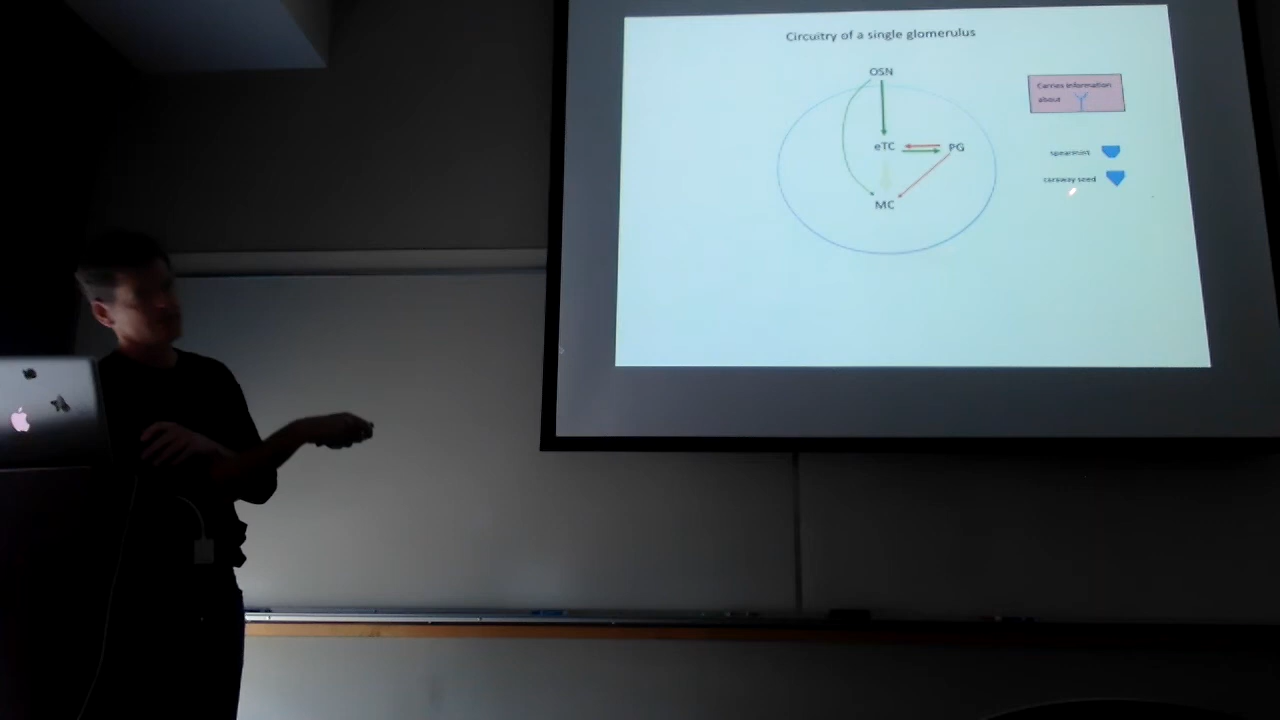 Circuitry of a single glomerulus
OSN
Carries information
about
eTC
PG
spearmint
caraway seed
MC